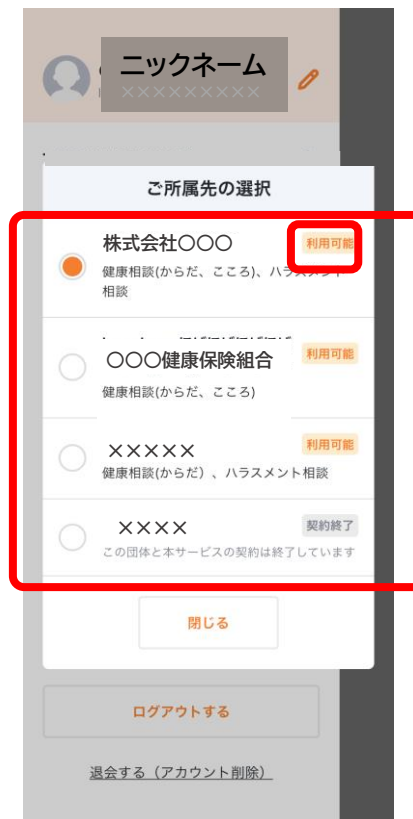 ニックネーム
×××××××××
ご所属先の選択
株式会社〇〇〇
利用可能
健康相談(からだ、こころ)、ハラスメント
相談
〇〇〇健康保険組合
利用可能
健康相談(からだ、こころ)
×××××
利用可能
健康相談(からだ）、ハラスメント相談
××××
契約終了
この団体と本サービスの契約は終了しています
閉じる
ログアウトする
退会する（アカウント削除）